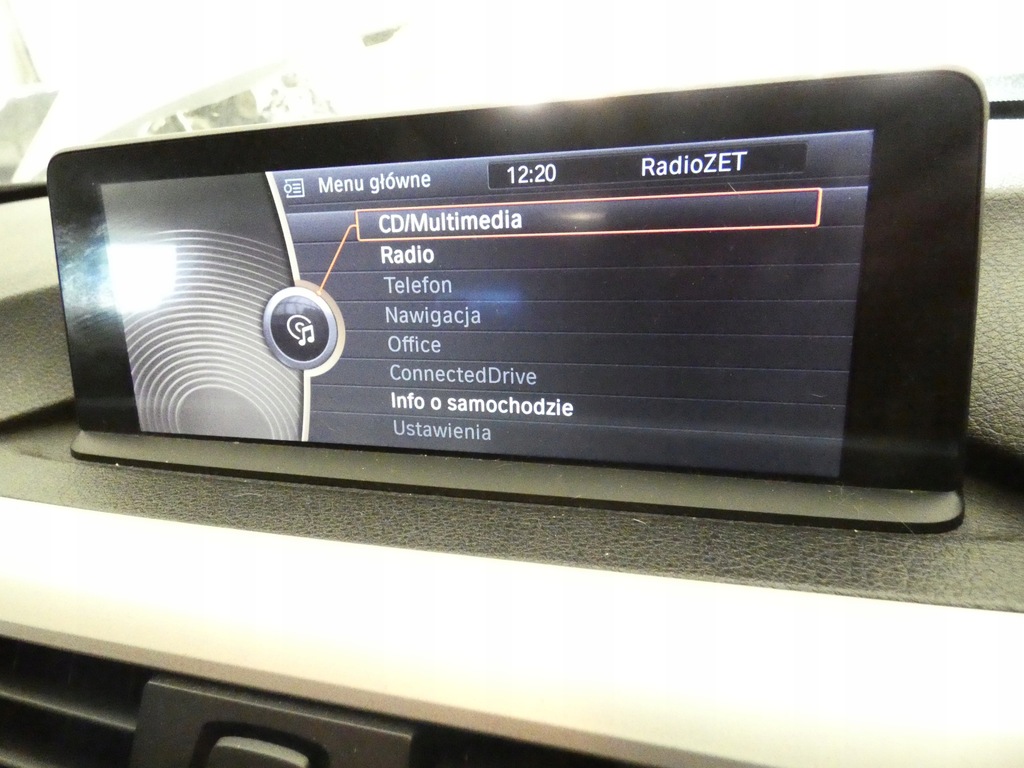 Menu główne 12:20 RadioZET
CD/Multimedia
Radio
Telefon
Nawigacja
Office
ConnectedDrive
Info o samochodzie
Ustawienia